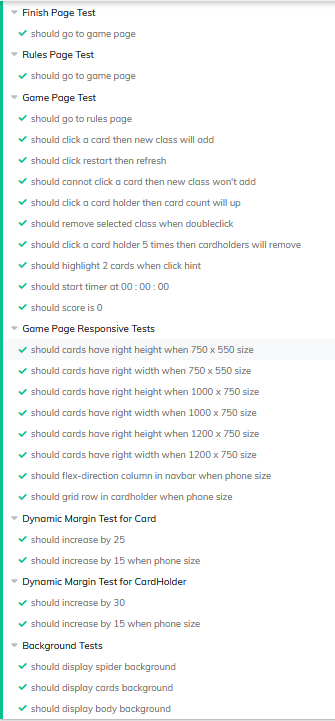 Finish Page Test
should go to game page
Rules Page Test
should go to game page
Game Page Test
should go to rules page
should click a card then new class will add
should click restart then refresh
should cannot click a card then new class won't add
should click a card holder then card count will up
should remove selected class when doubleclick
should click a card holder 5 times then cardholders will remove
should highlight 2 cards when click hint
should start timer at 00 : 00 : 00
should score is 0
Game Page Responsive Tests
should cards have right height when 750 x 550 size
should cards have right width when 750 x 550 size
should cards have right height when 1000 x 750 size
should cards have right width when 1000 x 750 size
should cards have right height when 1200 x 750 size
should cards have right width when 1200 x 750 size
should flex-direction column in navbar when phone size
should grid row in cardholder when phone size
Dynamic Margin Test for Card
should increase by 25
should increase by 15 when phone size
Dynamic Margin Test for CardHolder
should increase by 30
should increase by 15 when phone size
Background Tests
should display spider background
should display cards background
should display body background